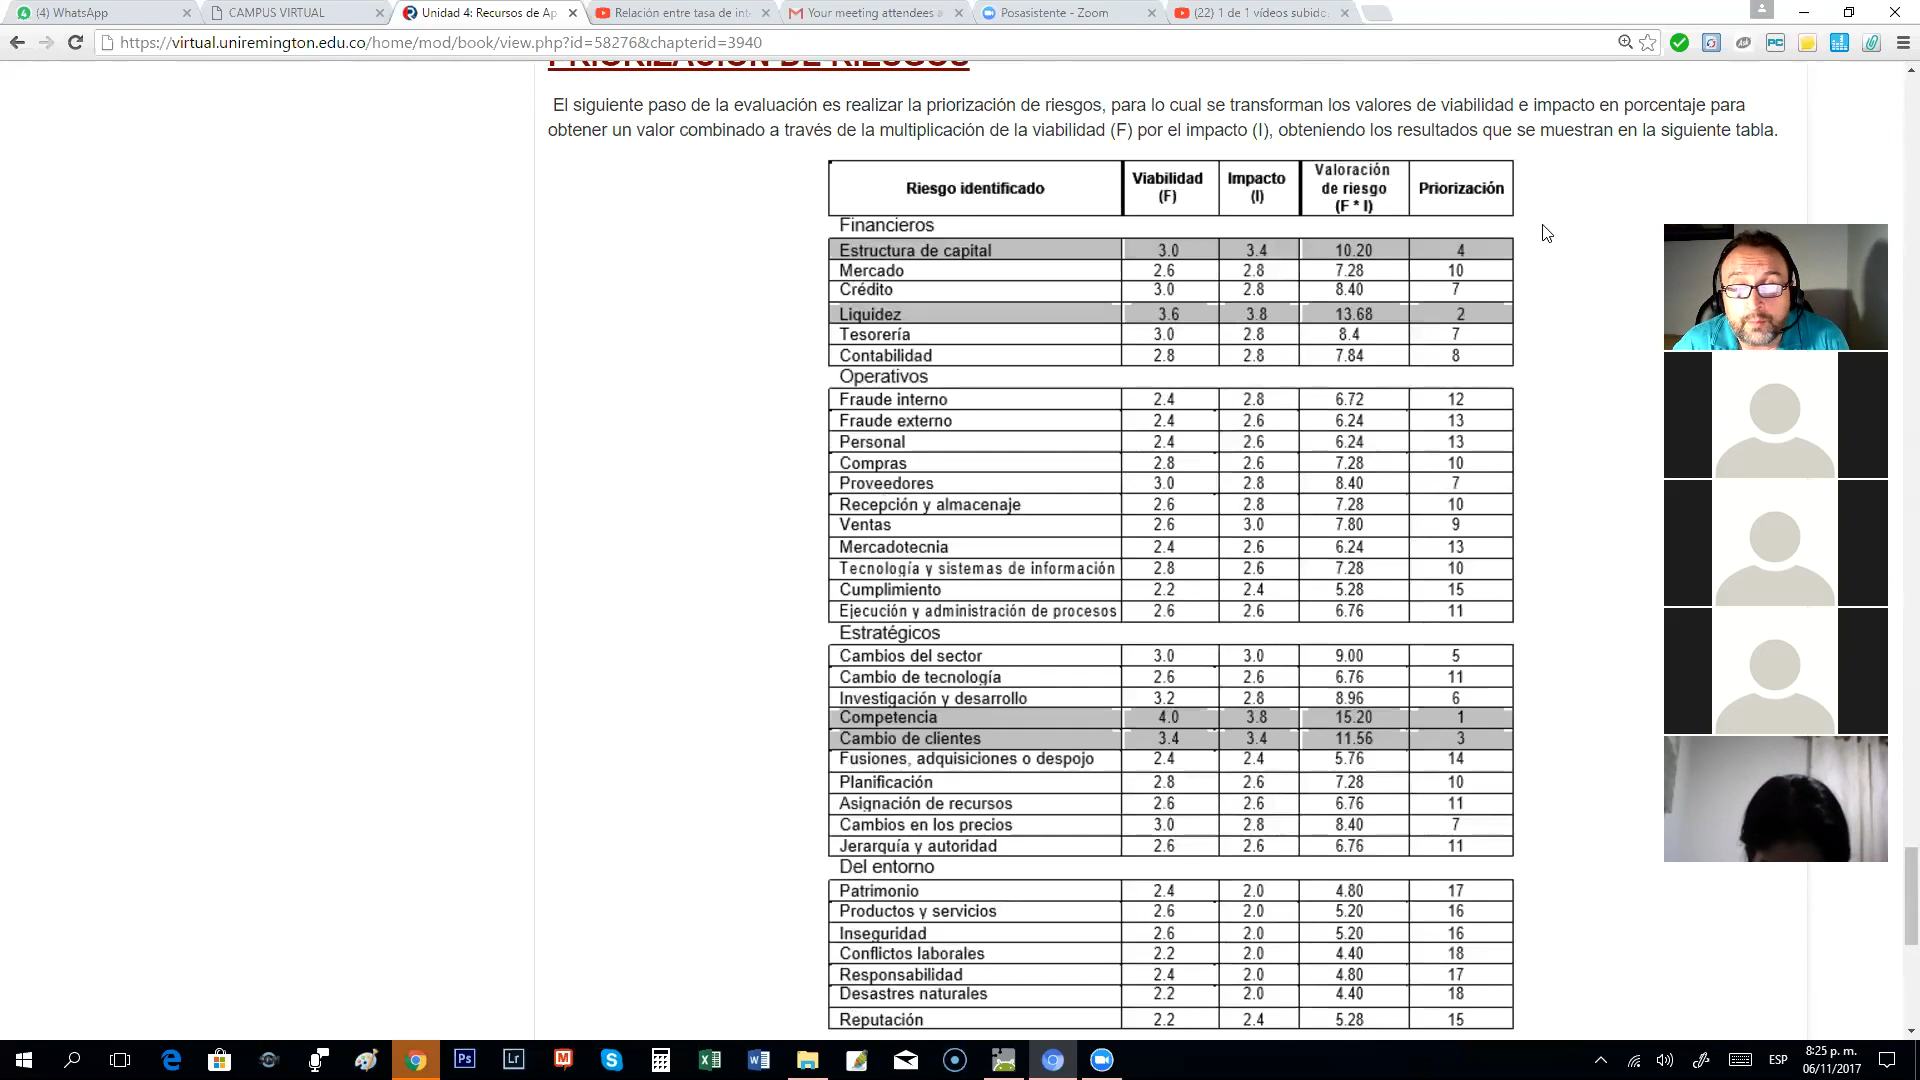 (4) WhatsApp
CAMPUS VIRTUAL
Unidad 4: Recursos de Ap
Relación entre tasa de int
Your meeting attendees a
Posasistente - Zoom
(22) 1 de 1 vídeos subido
https://virtual.uniremington.edu.co/home/mod/book/view.php?id=58276&chapterid=3940
PRIORIZACIÓN DE RIESGOS
El siguiente paso de la evaluación es realizar la priorización de riesgos, para lo cual se transforman los valores de viabilidad e impacto en porcentaje para
obtener un valor combinado a través de la multiplicación de la viabilidad (F) por el impacto (I), obteniendo los resultados que se muestran en la siguiente tabla.
Riesgo identificado Viabilidad (F) Impacto (I) Valoración de riesgo (F * I) Priorización
Financieros
Estructura de capital 3.0 3.4 10.20 4
Mercado 2.6 2.8 7.28 10
Crédito 3.0 2.8 8.40 7
Liquidez 3.6 3.8 13.68 2
Tesorería 3.0 2.8 8.4 7
Contabilidad 2.8 2.8 7.84 8
Operativos
Fraude interno 2.4 2.8 6.72 12
Fraude externo 2.4 2.6 6.24 13
Personal 2.4 2.6 6.24 13
Compras 2.8 2.6 7.28 10
Proveedores 3.0 2.8 8.40 7
Recepción y almacenaje 2.6 2.8 7.28 10
Ventas 2.6 3.0 7.80 9
Mercadotecnia 2.4 2.6 6.24 13
Tecnología y sistemas de información 2.8 2.6 7.28 10
Cumplimiento 2.2 2.4 5.28 15
Ejecución y administración de procesos 2.6 2.6 6.76 11
Estratégicos
Cambios del sector 3.0 3.0 9.00 5
Cambio de tecnología 2.6 2.6 6.76 11
Investigación y desarrollo 3.2 2.8 8.96 6
Competencia 4.0 3.8 15.20 1
Cambio de clientes 3.4 3.4 11.56 3
Fusiones, adquisiciones o despojo 2.4 2.4 5.76 14
Planificación 2.8 2.6 7.28 10
Asignación de recursos 2.6 2.6 6.76 11
Cambios en los precios 3.0 2.8 8.40 7
Jerarquía y autoridad 2.6 2.6 6.76 11
Del entorno
Patrimonio 2.4 2.0 4.80 17
Productos y servicios 2.6 2.0 5.20 16
Inseguridad 2.6 2.0 5.20 16
Conflictos laborales 2.2 2.0 4.40 18
Responsabilidad 2.4 2.0 4.80 17
Desastres naturales 2.2 2.0 4.40 18
Reputación 2.2 2.4 5.28 15
Ps Lr
ESP
8:25 p. m.
06/11/2017